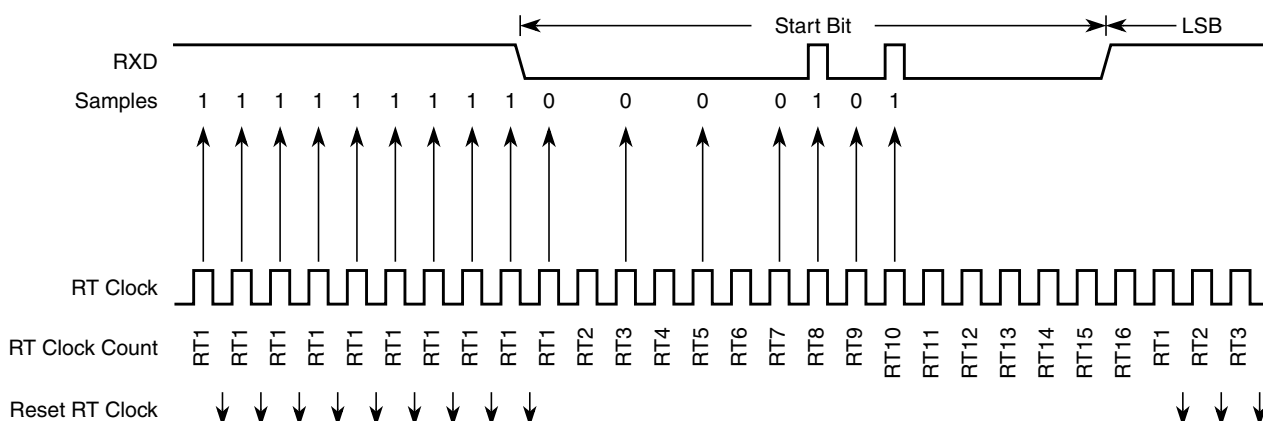 Start Bit
LSB
RXD
Samples 1 1 1 1 1 1 1 1 1 0 0 0 0 1 0 1
RT Clock
RT Clock Count RT1 RT1 RT1 RT1 RT1 RT1 RT1 RT1 RT1 RT1 RT2 RT3 RT4 RT5 RT6 RT7 RT8 RT9 RT10 RT11 RT12 RT13 RT14 RT15 RT16 RT1 RT2 RT3
Reset RT Clock